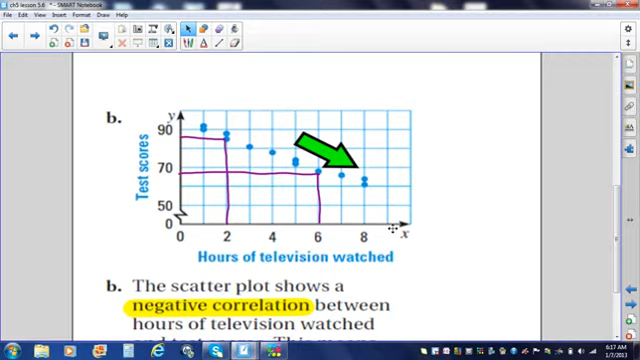 ch5 lesson 5.6 * - SMART Notebook
File Edit View Insert Format Draw Window Help
b.
y
90
70
50
0
Test scores
0 2 4 6 8 x
Hours of television watched
b. The scatter plot shows a
negative correlation between
hours of television watched
6:17 AM
1/7/2013